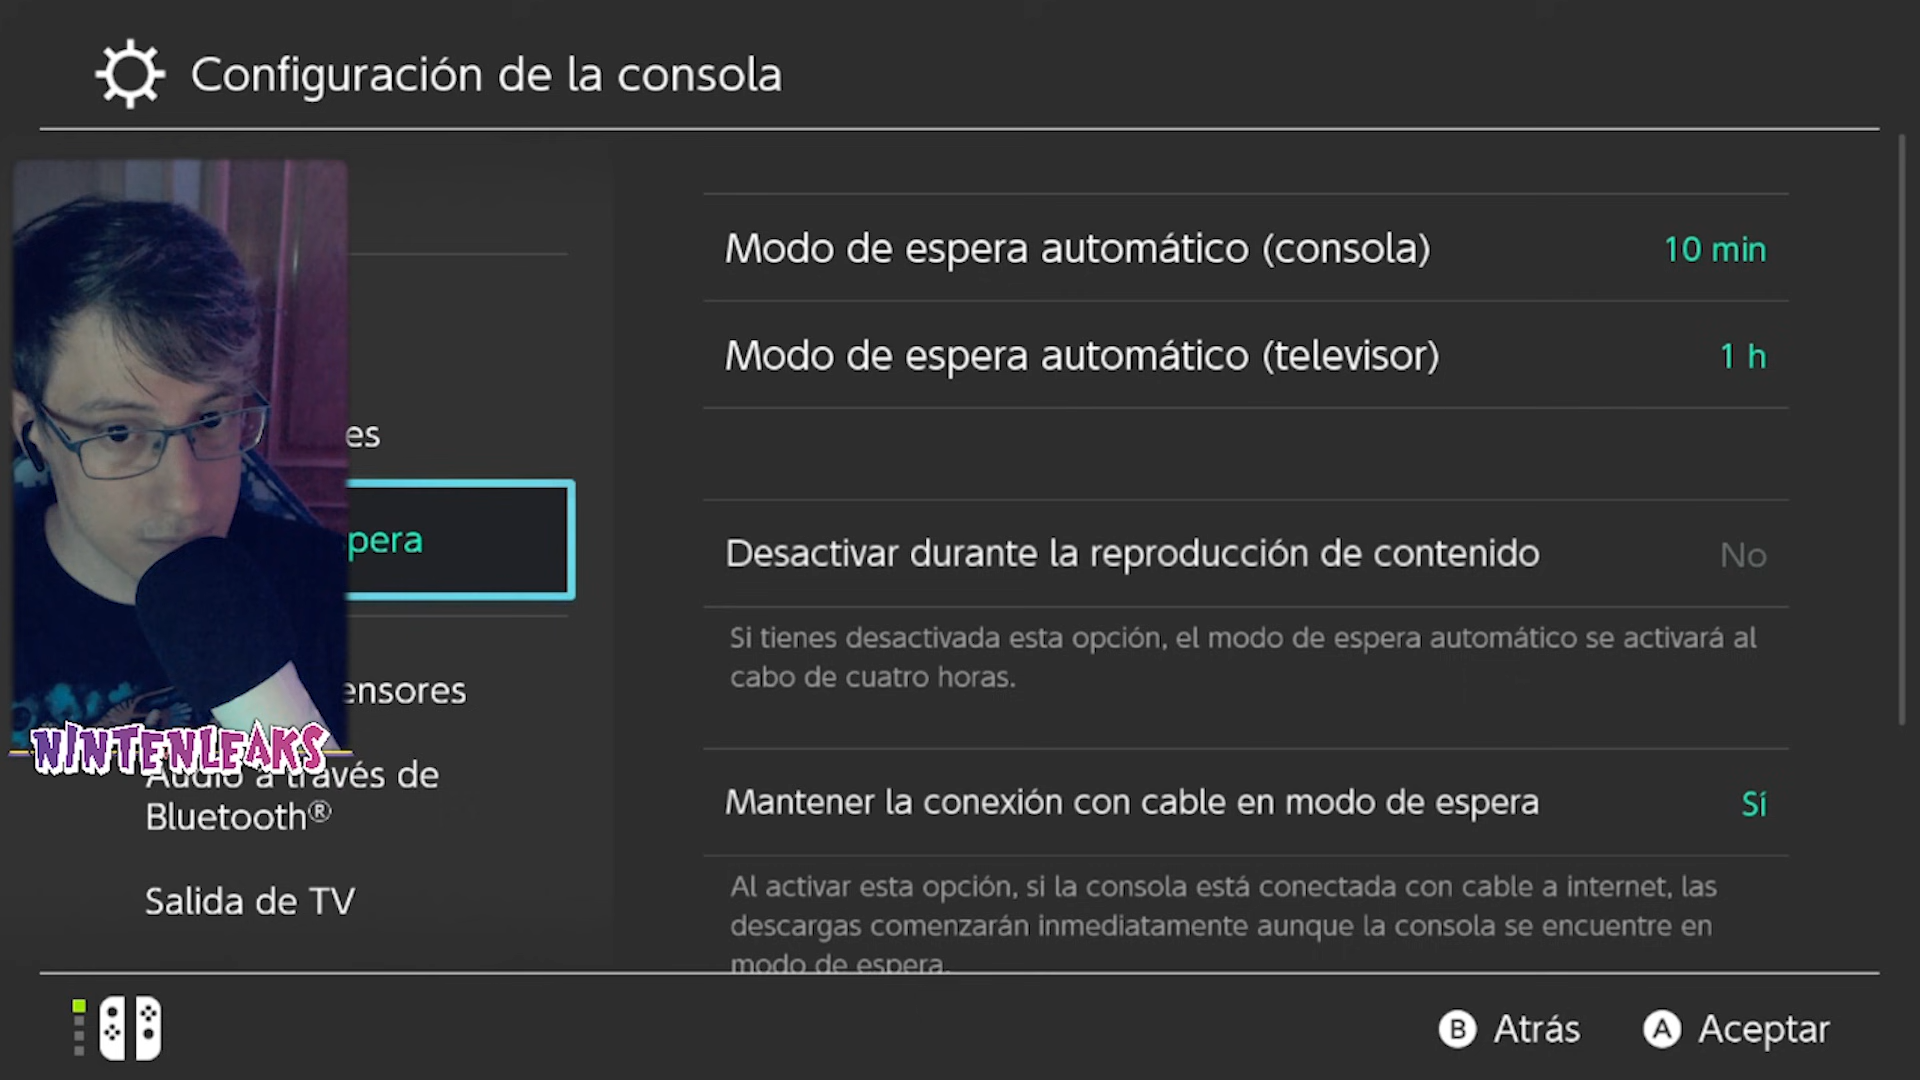 Configuración de la consola
Modo de espera automático (consola) 10 min
Modo de espera automático (televisor) 1 h
es
pera
Desactivar durante la reproducción de contenido No
Si tienes desactivada esta opción, el modo de espera automático se activará al
cabo de cuatro horas.
ensores
NINTENLEAKS
Audio a través de
Bluetooth®
Mantener la conexión con cable en modo de espera Sí
Al activar esta opción, si la consola está conectada con cable a internet, las
descargas comenzarán inmediatamente aunque la consola se encuentre en
modo de espera.
Salida de TV
B Atrás A Aceptar